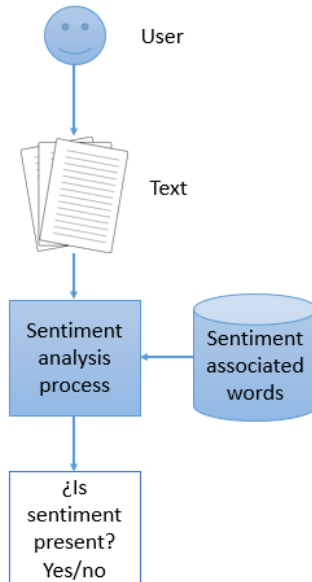 User
Text
Sentiment
analysis
process
Sentiment
associated
words
¿Is
sentiment
present?
Yes/no